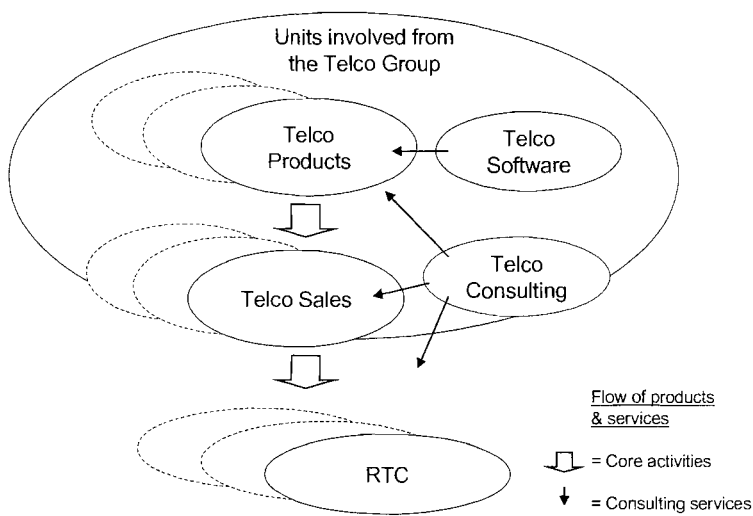 Units involved from
the Telco Group
Telco
Products
Telco
Software
Telco Sales
Telco
Consulting
RTC
Flow of products
& services
= Core activities
= Consulting services